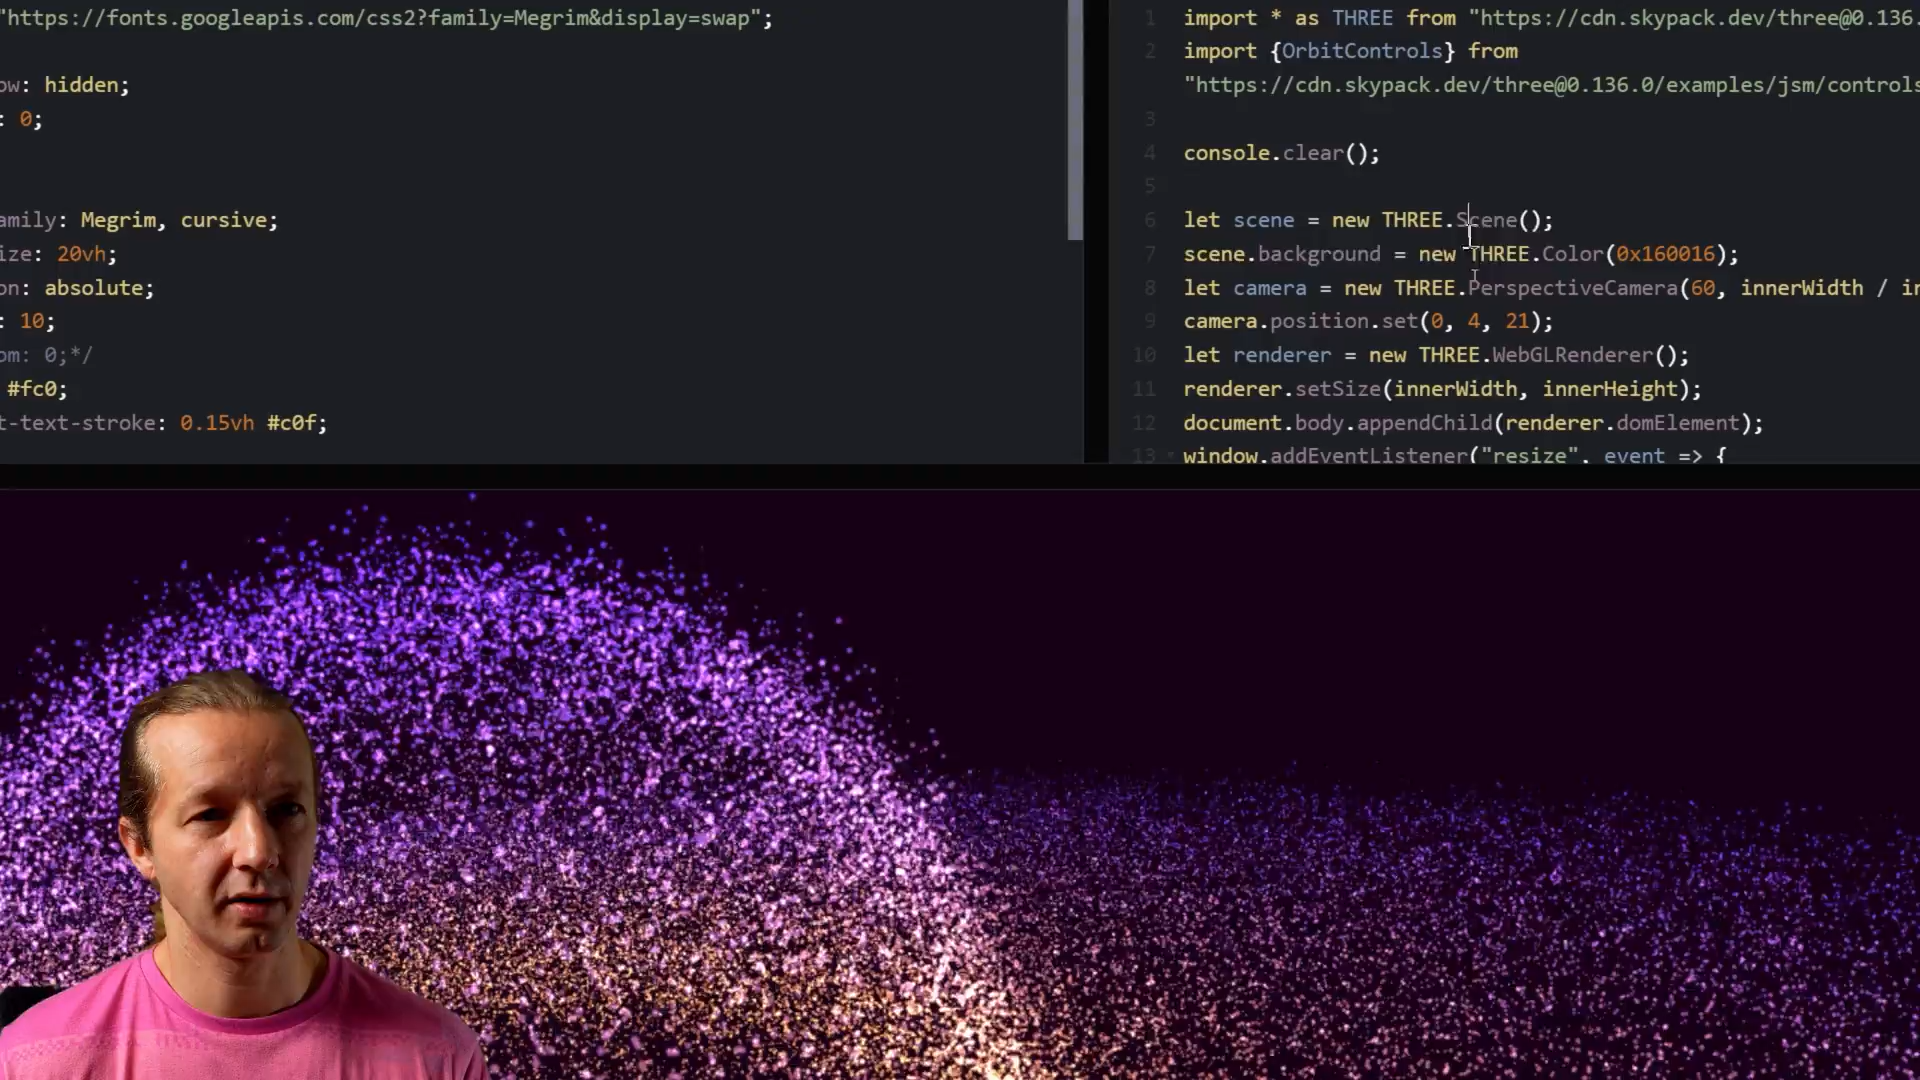 "https://fonts.googleapis.com/css2?family=Megrim&display=swap";
ow: hidden;
: 0;
amily: Megrim, cursive;
ize: 20vh;
on: absolute;
: 10;
om: 0;*/
#fc0;
t-text-stroke: 0.15vh #c0f;
1 import * as THREE from "https://cdn.skypack.dev/three@0.136.
2 import {OrbitControls} from
"https://cdn.skypack.dev/three@0.136.0/examples/jsm/controls
3
4 console.clear();
5
6 let scene = new THREE.Scene();
7 scene.background = new THREE.Color(0x160016);
8 let camera = new THREE.PerspectiveCamera(60, innerWidth / in
9 camera.position.set(0, 4, 21);
10 let renderer = new THREE.WebGLRenderer();
11 renderer.setSize(innerWidth, innerHeight);
12 document.body.appendChild(renderer.domElement);
13 window.addEventListener("resize", event => {